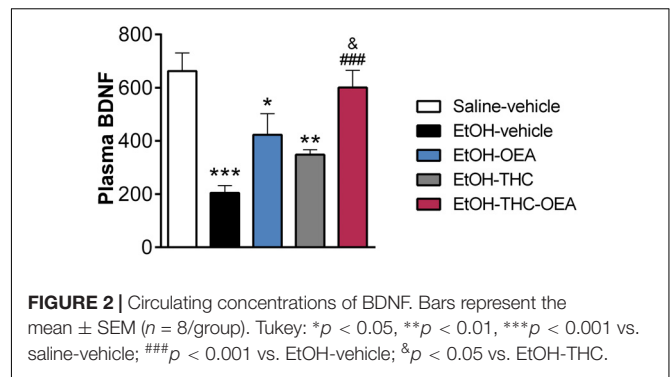 800
600
400
200
0
Plasma BDNF
***
*
**
&
###
Saline-vehicle
EtOH-vehicle
EtOH-OEA
EtOH-THC
EtOH-THC-OEA
FIGURE 2 | Circulating concentrations of BDNF. Bars represent the
mean ± SEM (n = 8/group). Tukey: *p < 0.05, **p < 0.01, ***p < 0.001 vs.
saline-vehicle; ###p < 0.001 vs. EtOH-vehicle; &p < 0.05 vs. EtOH-THC.